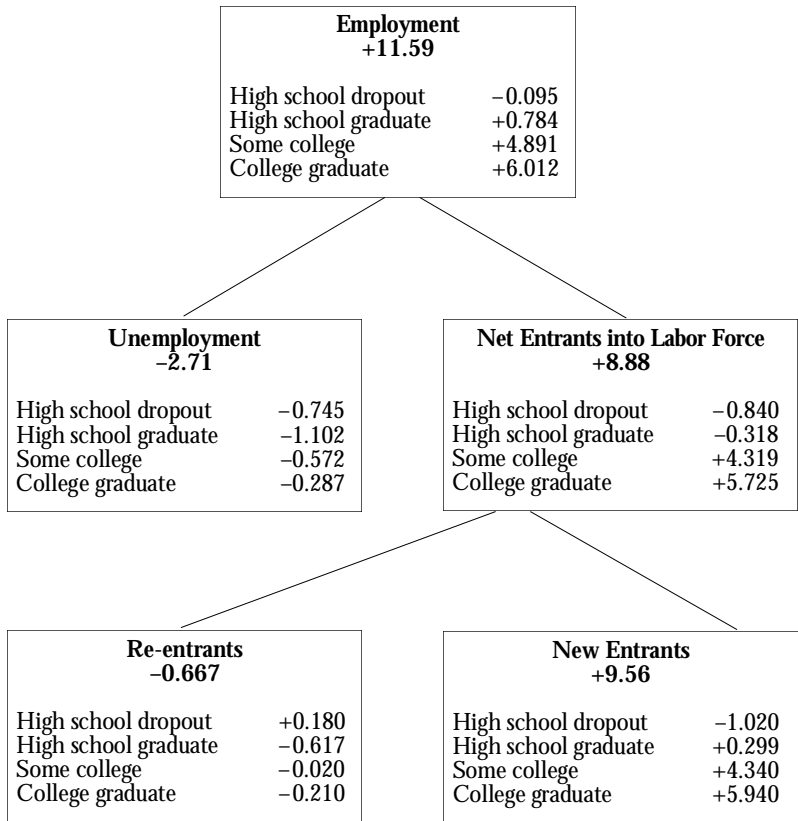 Employment
+11.59
High school dropout −0.095
High school graduate +0.784
Some college +4.891
College graduate +6.012
Unemployment
−2.71
High school dropout −0.745
High school graduate −1.102
Some college −0.572
College graduate −0.287
Net Entrants into Labor Force
+8.88
High school dropout −0.840
High school graduate −0.318
Some college +4.319
College graduate +5.725
Re-entrants
−0.667
High school dropout +0.180
High school graduate −0.617
Some college −0.020
College graduate −0.210
New Entrants
+9.56
High school dropout −1.020
High school graduate +0.299
Some college +4.340
College graduate +5.940